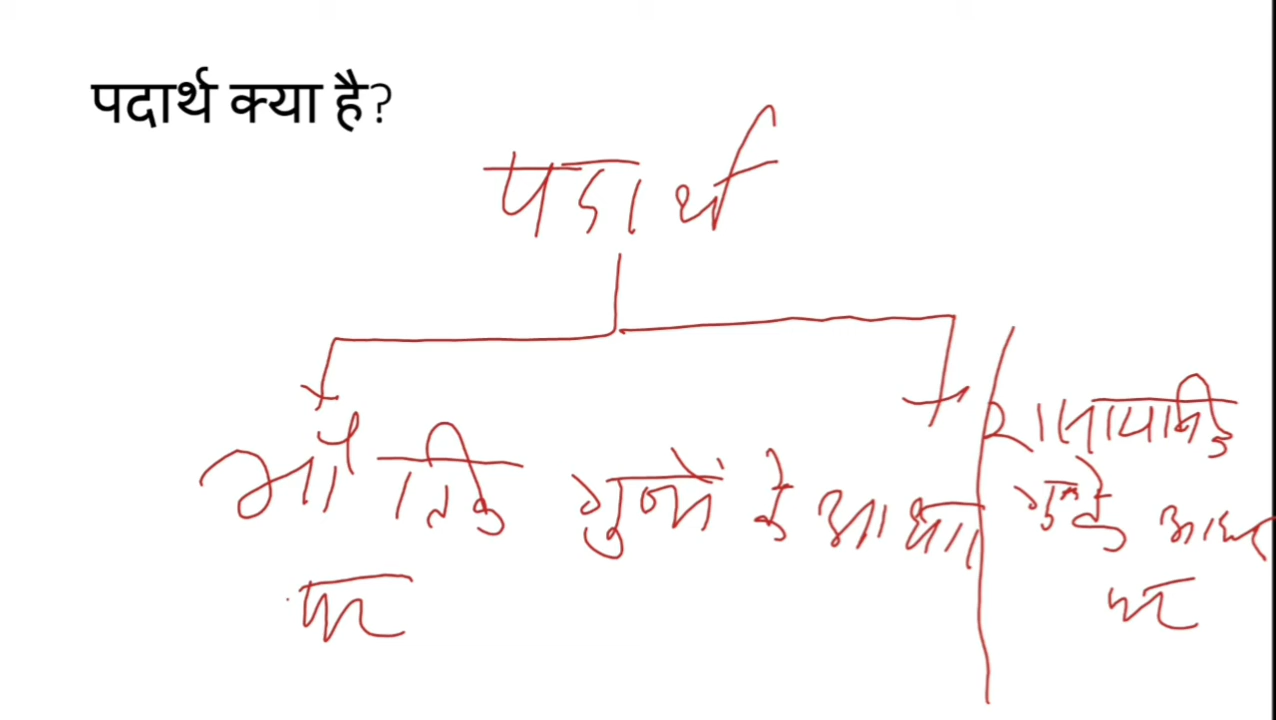 पदार्थ क्या है?
पदार्थ
भौतिक गुणों के आधार
पर
रासायनिक
गुणों के आधार
पर